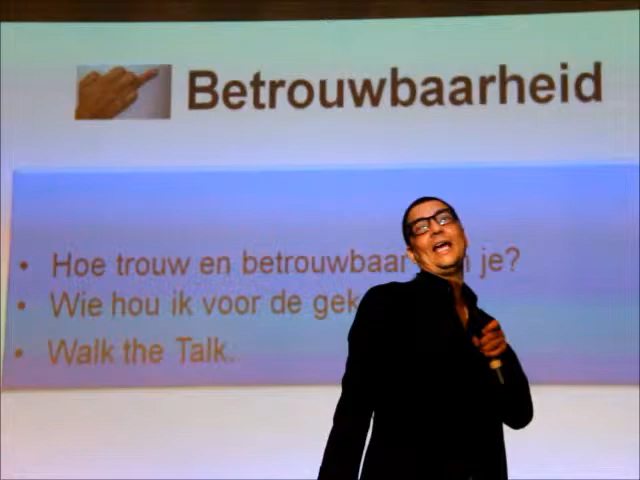 Betrouwbaarheid
• Hoe trouw en betrouwbaar je?
• Wie hou ik voor de gek
• Walk the Talk.